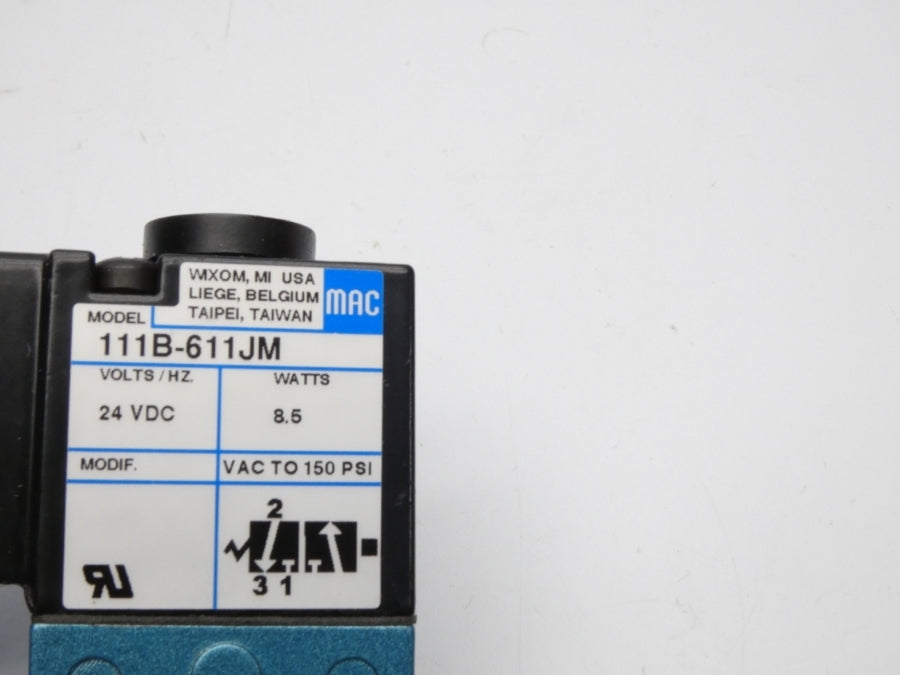 WIXOM, MI USA
LIEGE, BELGIUM
TAIPEI, TAIWAN
MAC
MODEL
111B-611JM
VOLTS / HZ.
WATTS
24 VDC
8.5
MODIF.
VAC TO 150 PSI
2
3 1
RU